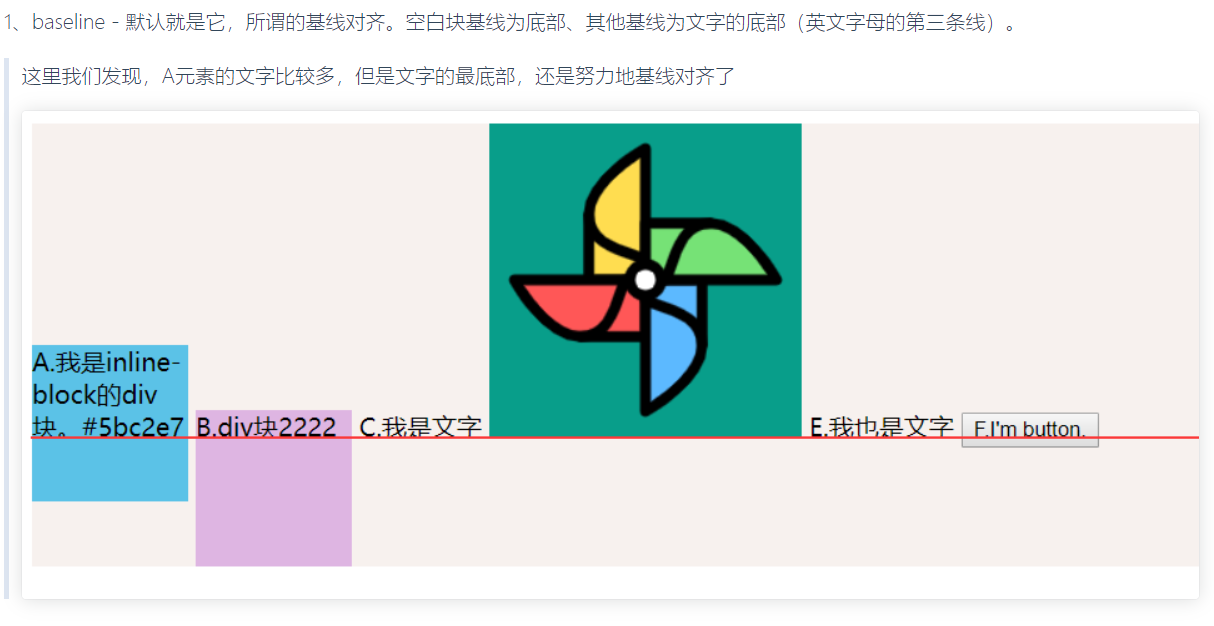 1、baseline - 默认就是它，所谓的基线对齐。空白块基线为底部、其他基线为文字的底部（英文字母的第三条线）。
这里我们发现，A元素的文字比较多，但是文字的最底部，还是努力地基线对齐了
A.我是inline-
block的div
块。#5bc2e7
B.div块2222
C.我是文字
E.我也是文字
F.I'm button.